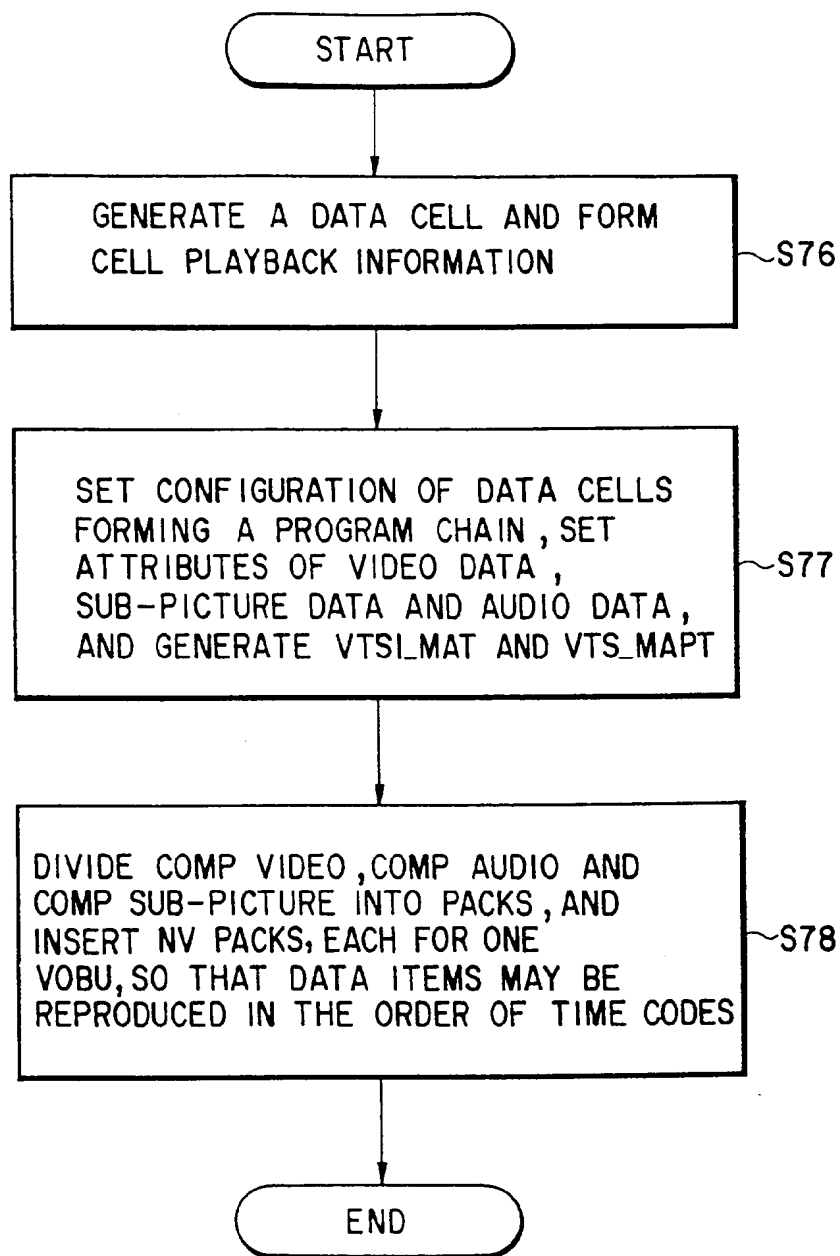 START
GENERATE A DATA CELL AND FORM
CELL PLAYBACK INFORMATION
S76
SET CONFIGURATION OF DATA CELLS
FORMING A PROGRAM CHAIN, SET
ATTRIBUTES OF VIDEO DATA,
SUB-PICTURE DATA AND AUDIO DATA,
AND GENERATE VTSI_MAT AND VTS_MAPT
S77
DIVIDE COMP VIDEO, COMP AUDIO AND
COMP SUB-PICTURE INTO PACKS, AND
INSERT NV PACKS, EACH FOR ONE
VOBU, SO THAT DATA ITEMS MAY BE
REPRODUCED IN THE ORDER OF TIME CODES
S78
END